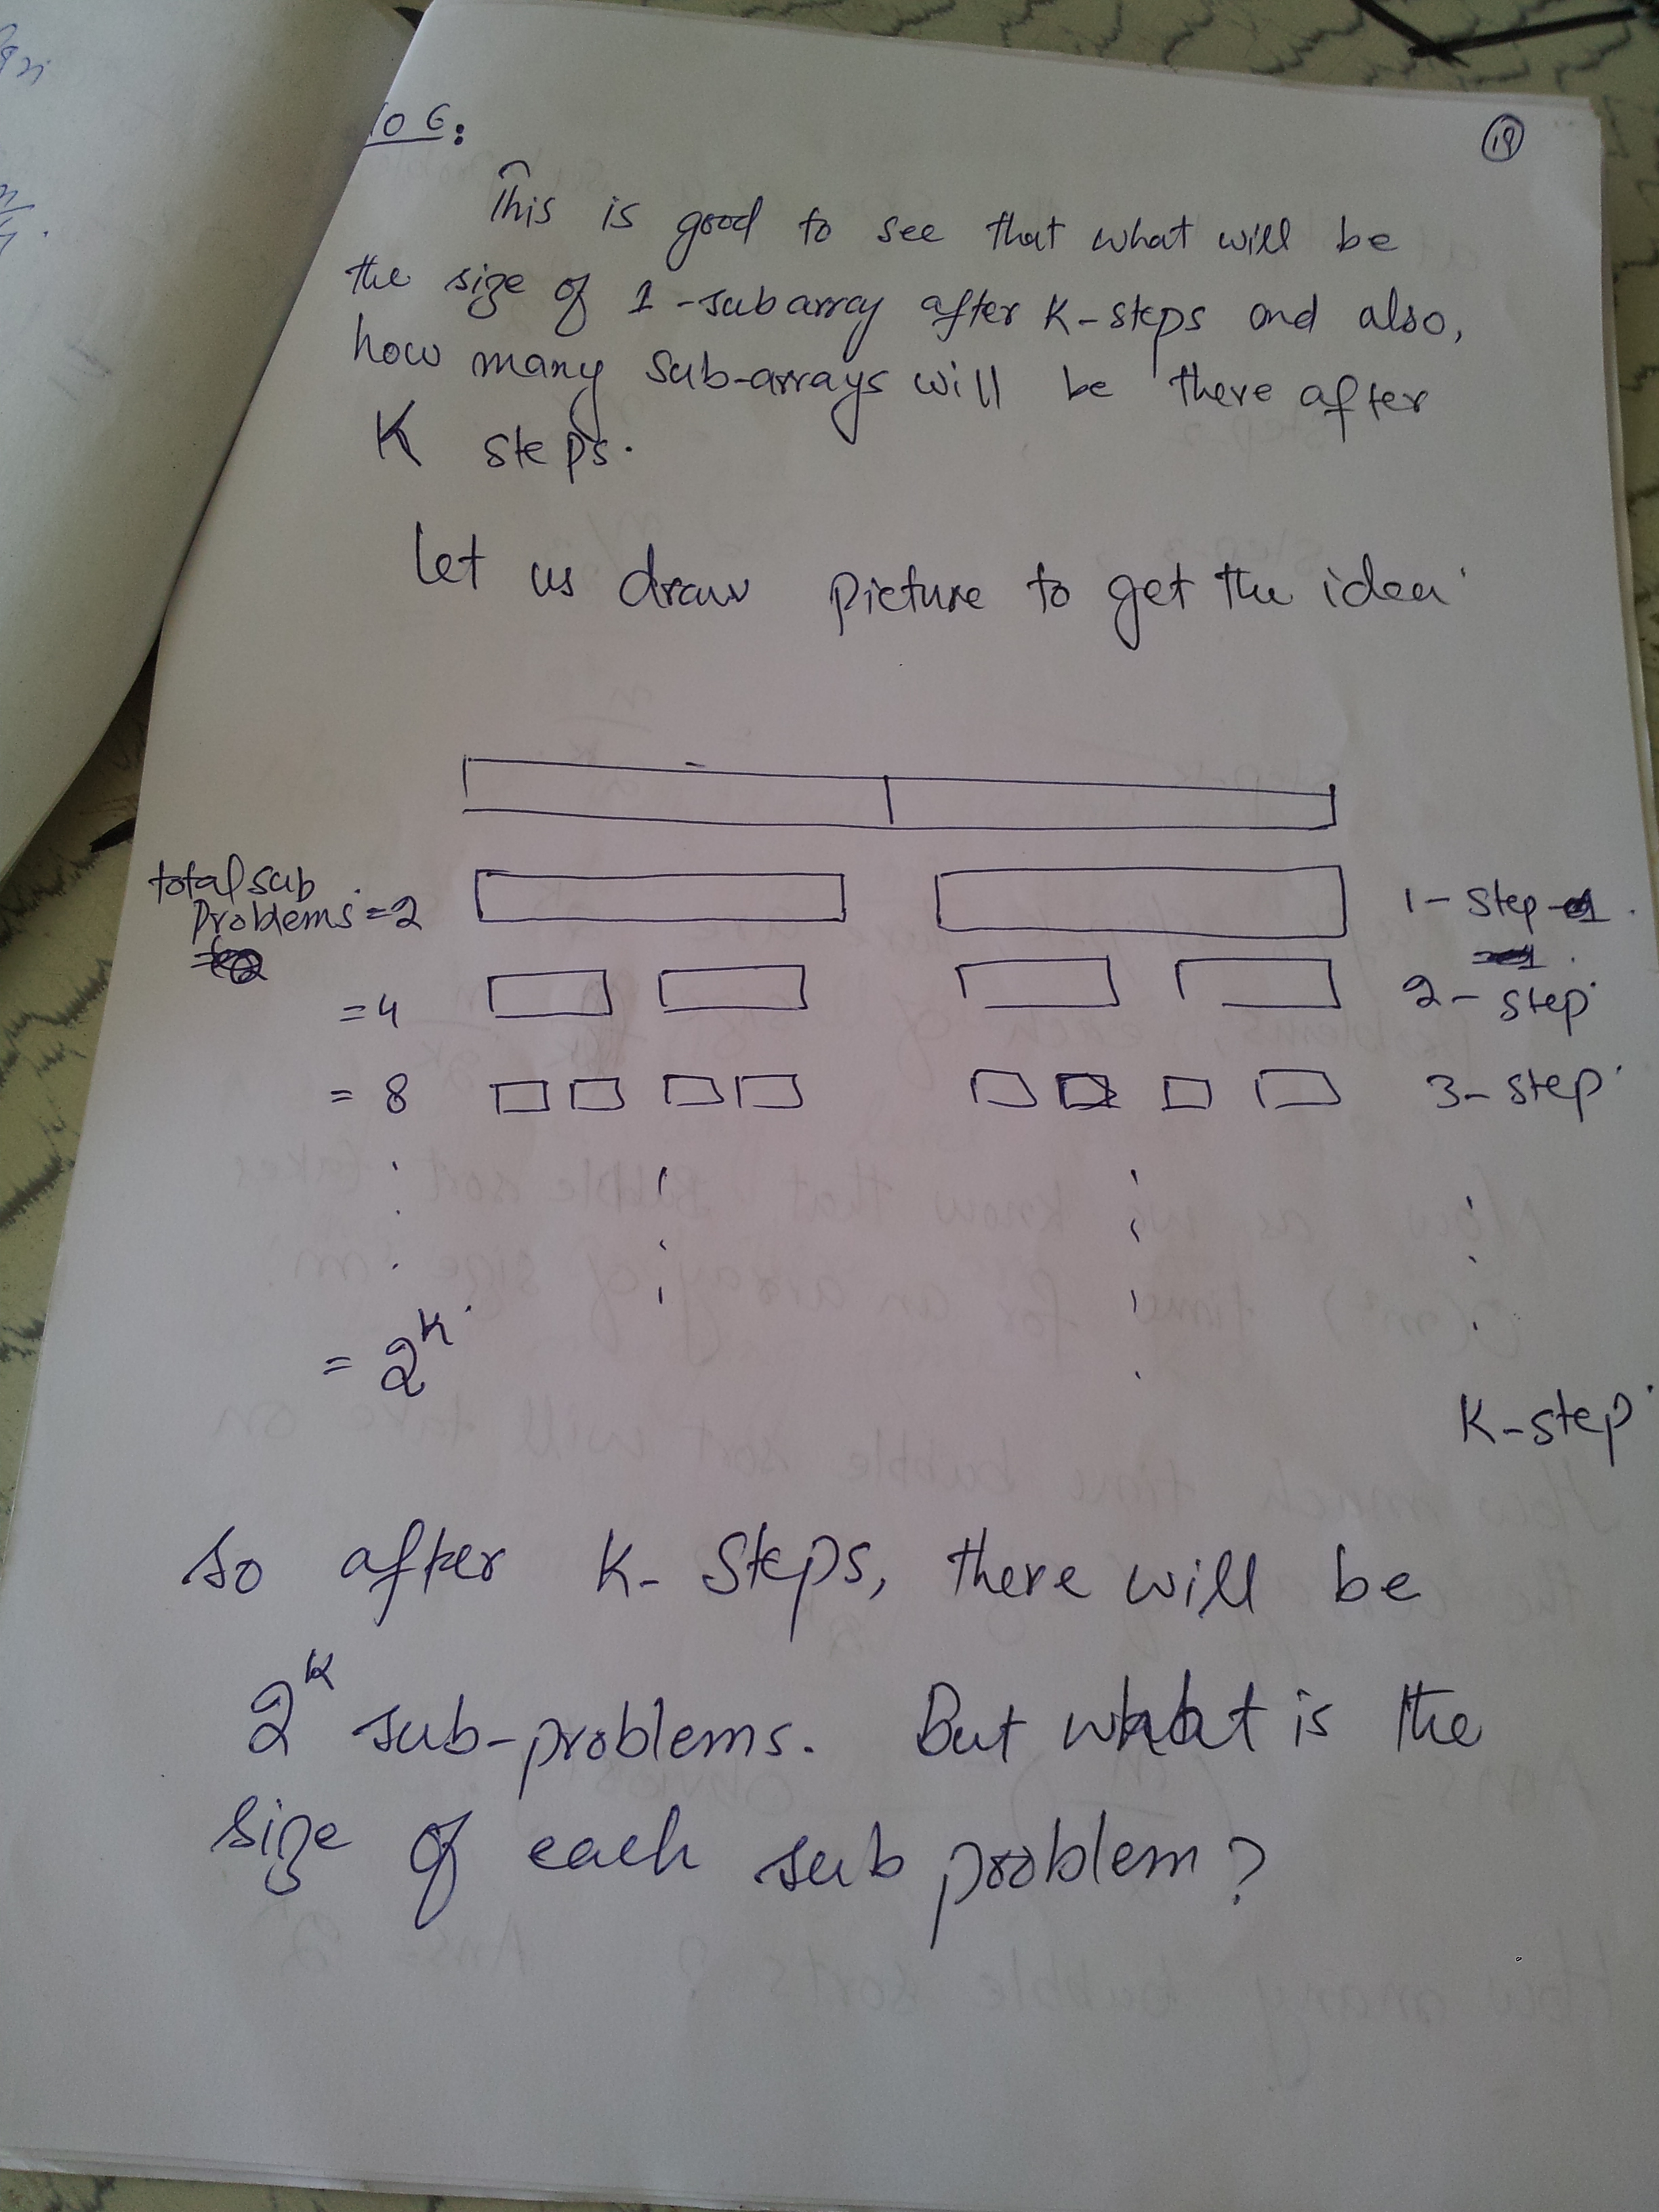 19
This is good to see that what will be
the size of 1-subarray after K-steps and also,
how many sub-arrays will be there after
K steps.
let us draw picture to get the idea.
total sub
problems = 2
1-step
= 4
2-step.
= 8
3-step.
= 2^K.
K-step.
so after K-steps, there will be
2^K sub-problems. But what is the
size of each sub problem?